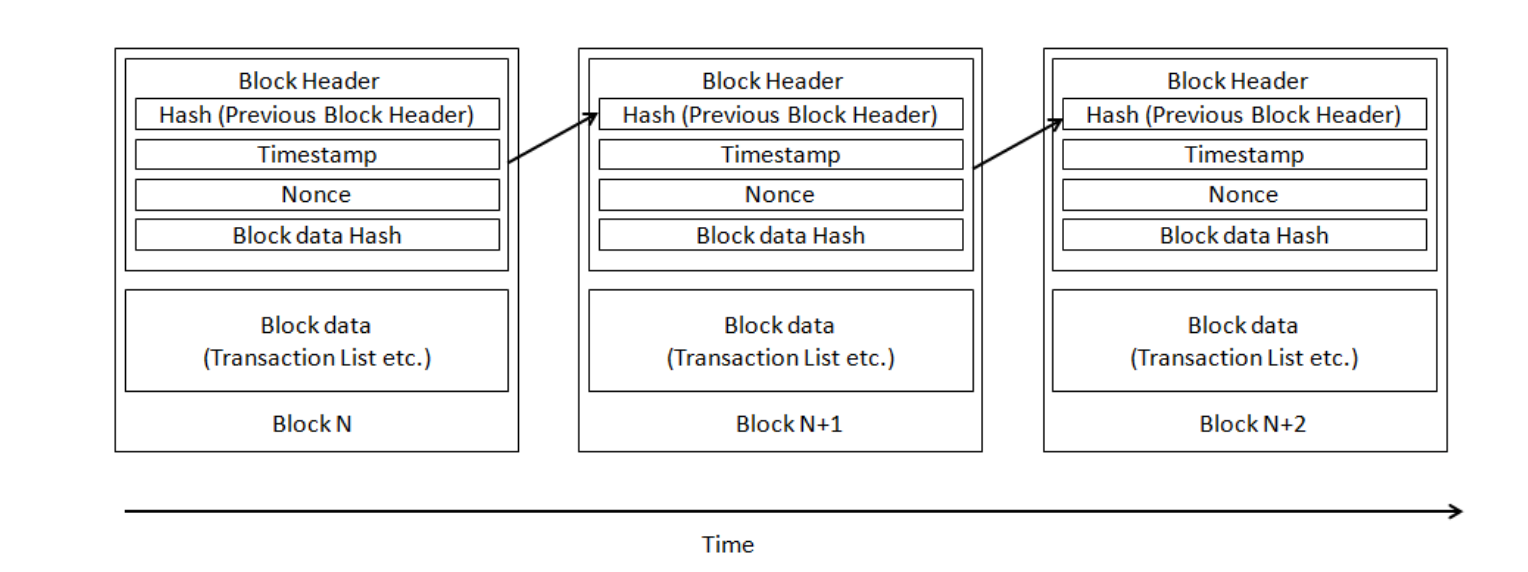 Block Header
Hash (Previous Block Header)
Timestamp
Nonce
Block data Hash
Block data
(Transaction List etc.)
Block N
Block Header
Hash (Previous Block Header)
Timestamp
Nonce
Block data Hash
Block data
(Transaction List etc.)
Block N+1
Block Header
Hash (Previous Block Header)
Timestamp
Nonce
Block data Hash
Block data
(Transaction List etc.)
Block N+2
Time